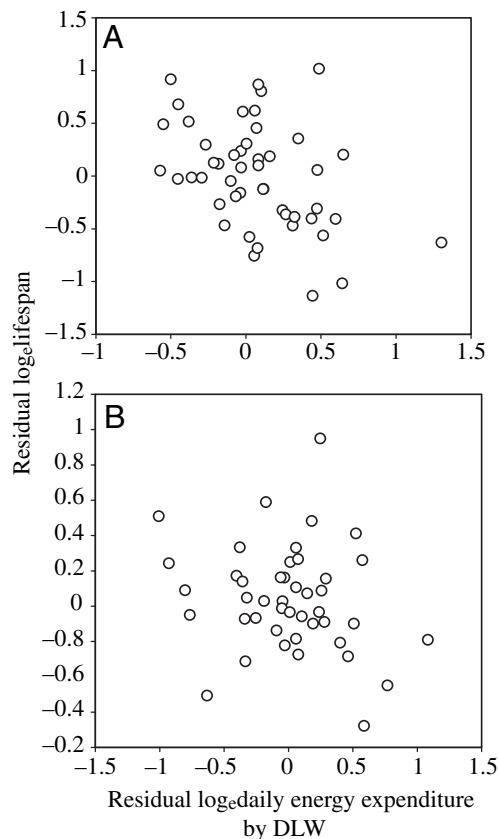 A
1.5
1
0.5
0
–0.5
–1
–1.5
–1 –0.5 0 0.5 1 1.5
Residual logelifespan
B
1.2
1
0.8
0.6
0.4
0.2
0
–0.8
–0.6
–0.4
–0.2
–1.5 –1 –0.5 0 0.5 1 1.5
Residual logedaily energy expenditure
by DLW